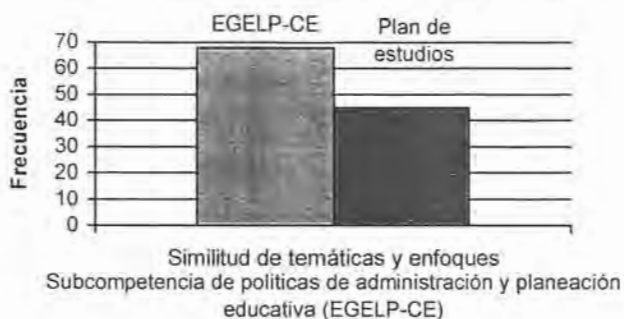 EGELP-CE
Plan de
estudios
Frecuencia
70
60
50
40
30
20
10
0
Similitud de temáticas y enfoques
Subcompetencia de politicas de administración y planeación
educativa (EGELP-CE)